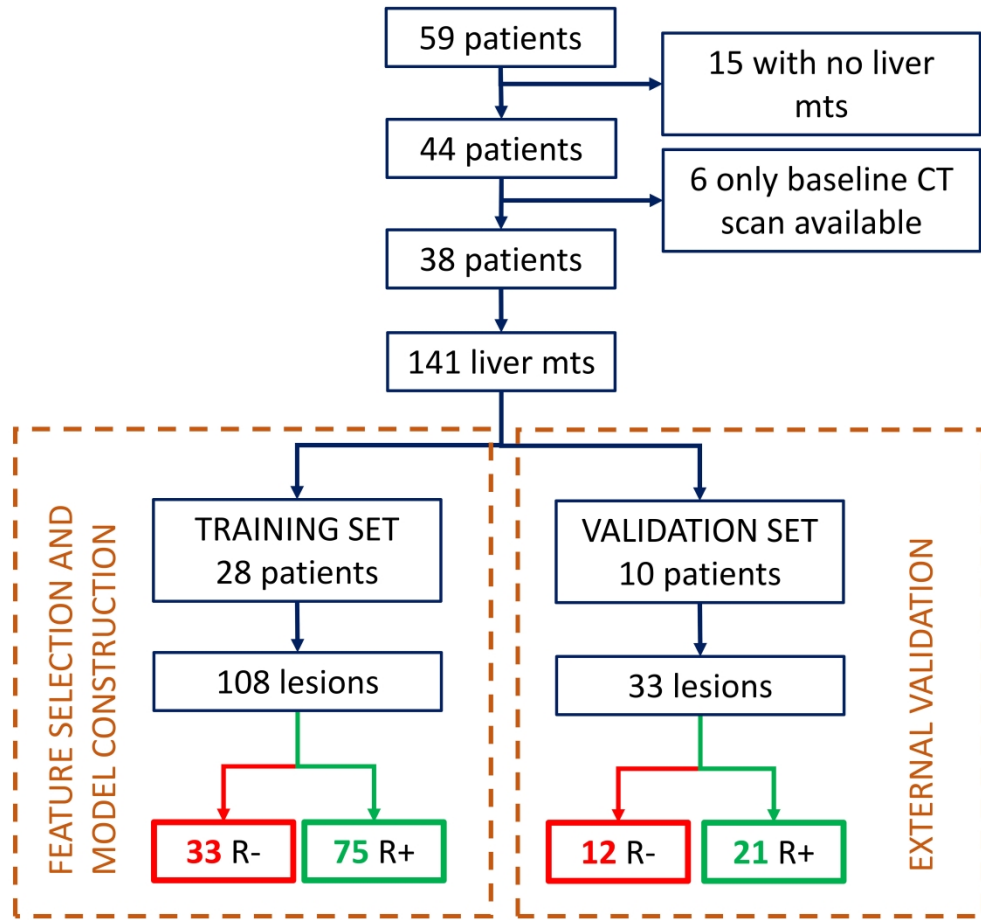 59 patients
15 with no liver
mts
44 patients
6 only baseline CT
scan available
38 patients
141 liver mts
FEATURE SELECTION AND
MODEL CONSTRUCTION
TRAINING SET
28 patients
108 lesions
33 R-
75 R+
VALIDATION SET
10 patients
33 lesions
12 R-
21 R+
EXTERNAL VALIDATION